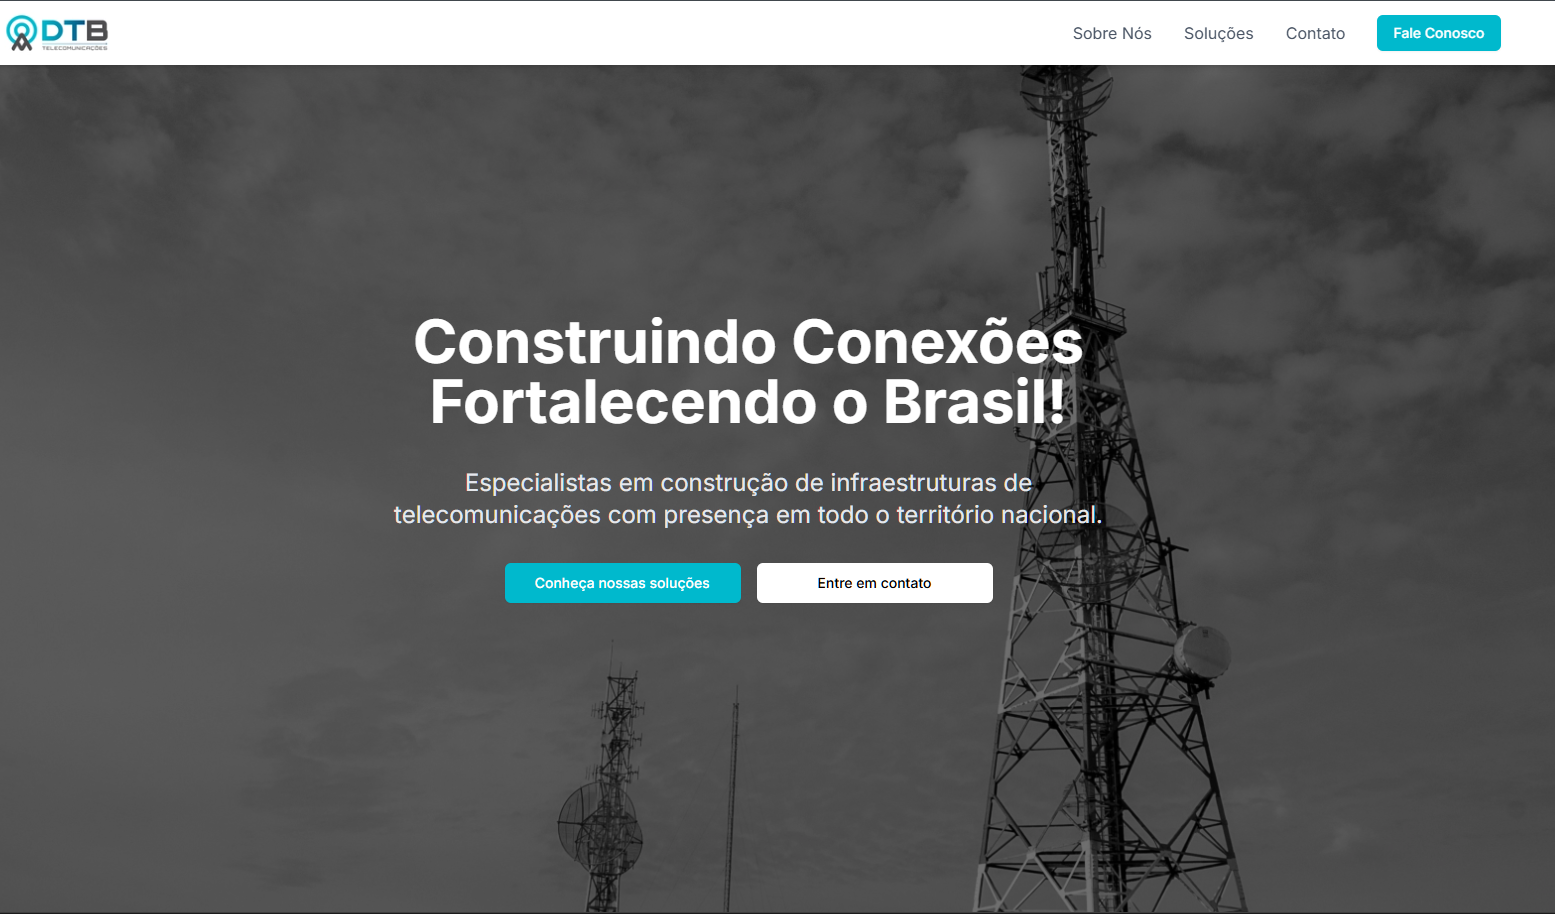 DTB
TELECOMUNICAÇÕES
Sobre Nós
Soluções
Contato
Fale Conosco
Construindo Conexões
Fortalecendo o Brasil!
Especialistas em construção de infraestruturas de
telecomunicações com presença em todo o território nacional.
Conheça nossas soluções
Entre em contato